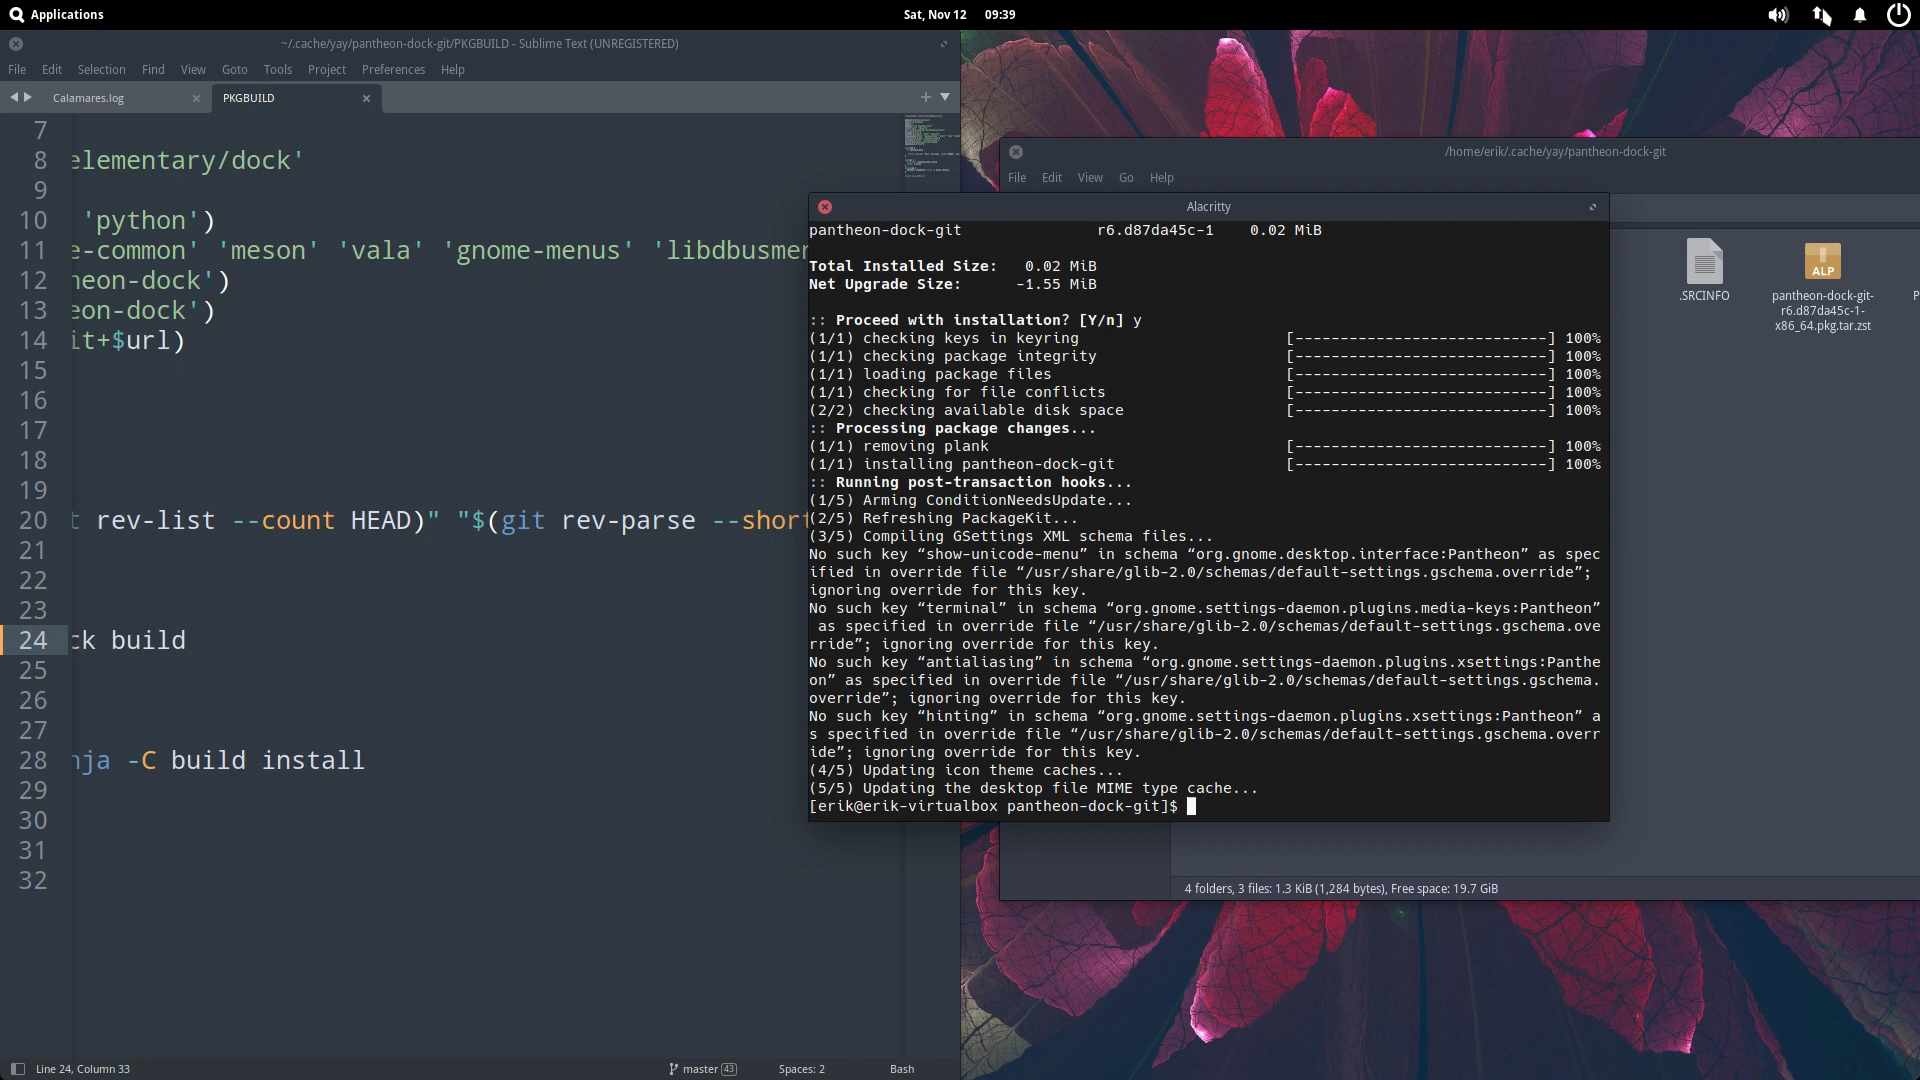 Applications
Sat, Nov 12 09:39
~/.cache/yay/pantheon-dock-git/PKGBUILD - Sublime Text (UNREGISTERED)
File Edit Selection Find View Goto Tools Project Preferences Help
Calamares.log
PKGBUILD
7
8 elementary/dock'
9
10 'python')
11 e-common' 'meson' 'vala' 'gnome-menus' 'libdbusmen
12 heon-dock')
13 eon-dock')
14 it+$url)
15
16
17
18
19
20 t rev-list --count HEAD)" "$(git rev-parse --short
21
22
23
24 ck build
25
26
27
28 nja -C build install
29
30
31
32
Line 24, Column 33
master 43
Spaces: 2
Bash
/home/erik/.cache/yay/pantheon-dock-git
File Edit View Go Help
.SRCINFO
ALP
pantheon-dock-git-
r6.d87da45c-1-
x86_64.pkg.tar.zst
P
4 folders, 3 files: 1.3 KiB (1,284 bytes), Free space: 19.7 GiB
Alacritty
pantheon-dock-git r6.d87da45c-1 0.02 MiB
Total Installed Size: 0.02 MiB
Net Upgrade Size: -1.55 MiB
:: Proceed with installation? [Y/n] y
(1/1) checking keys in keyring [----------------------------] 100%
(1/1) checking package integrity [----------------------------] 100%
(1/1) loading package files [----------------------------] 100%
(1/1) checking for file conflicts [----------------------------] 100%
(2/2) checking available disk space [----------------------------] 100%
:: Processing package changes...
(1/1) removing plank [----------------------------] 100%
(1/1) installing pantheon-dock-git [----------------------------] 100%
:: Running post-transaction hooks...
(1/5) Arming ConditionNeedsUpdate...
(2/5) Refreshing PackageKit...
(3/5) Compiling GSettings XML schema files...
No such key “show-unicode-menu” in schema “org.gnome.desktop.interface:Pantheon” as spec
ified in override file “/usr/share/glib-2.0/schemas/default-settings.gschema.override”;
ignoring override for this key.
No such key “terminal” in schema “org.gnome.settings-daemon.plugins.media-keys:Pantheon”
as specified in override file “/usr/share/glib-2.0/schemas/default-settings.gschema.ove
rride”; ignoring override for this key.
No such key “antialiasing” in schema “org.gnome.settings-daemon.plugins.xsettings:Panthe
on” as specified in override file “/usr/share/glib-2.0/schemas/default-settings.gschema.
override”; ignoring override for this key.
No such key “hinting” in schema “org.gnome.settings-daemon.plugins.xsettings:Pantheon” a
s specified in override file “/usr/share/glib-2.0/schemas/default-settings.gschema.overr
ide”; ignoring override for this key.
(4/5) Updating icon theme caches...
(5/5) Updating the desktop file MIME type cache...
[erik@erik-virtualbox pantheon-dock-git]$